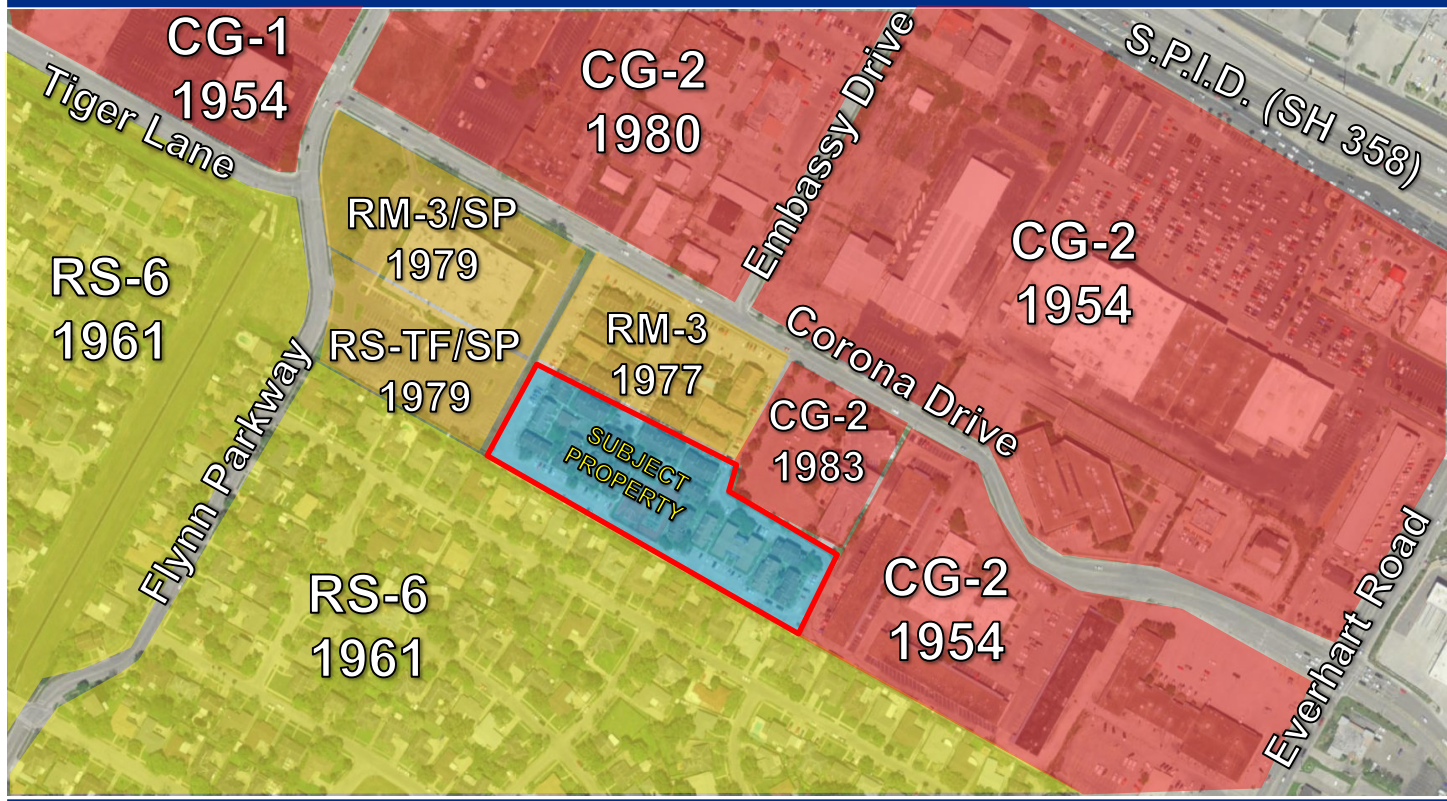 CG-1
1954
CG-2
1980
Embassy Drive
S.P.I.D. (SH 358)
Tiger Lane
RM-3/SP
1979
CG-2
1954
RS-6
1961
RS-TF/SP
1979
RM-3
1977
Corona Drive
CG-2
1983
Flynn Parkway
SUBJECT
PROPERTY
RS-6
1961
CG-2
1954
Everhart Road